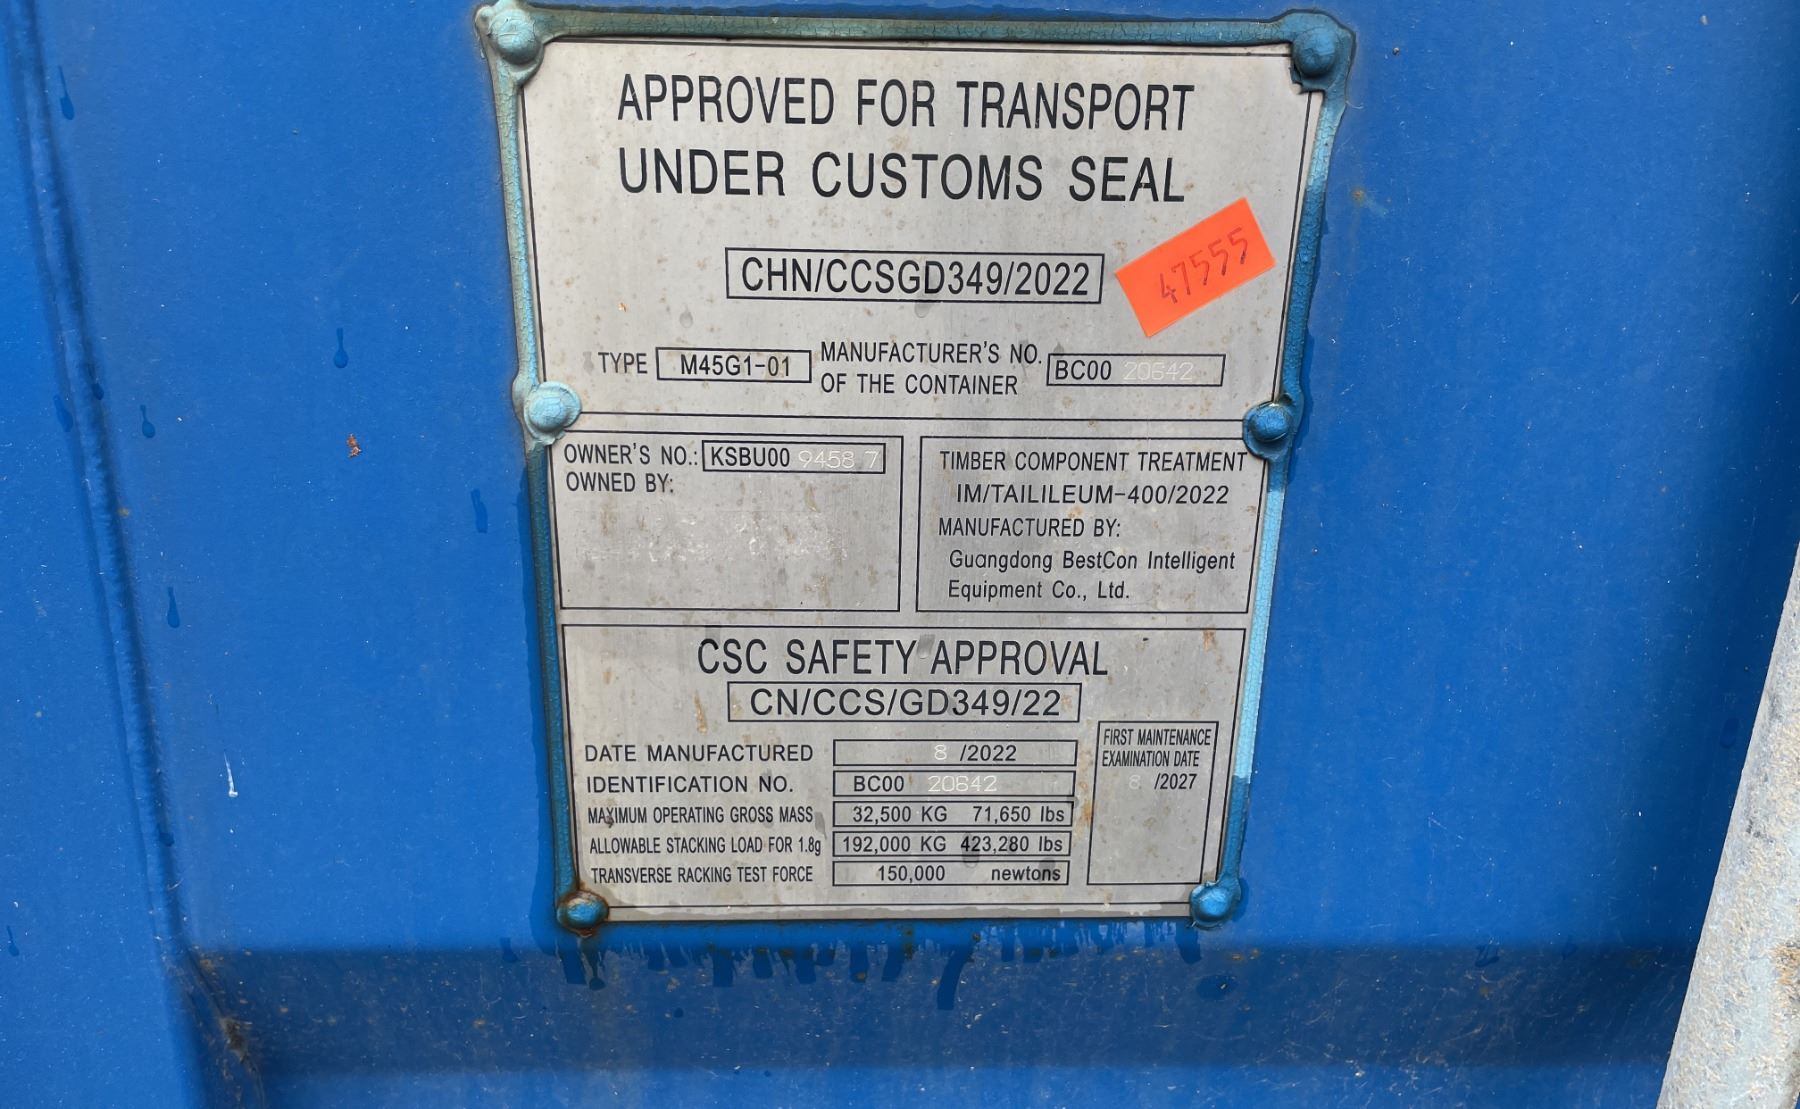 APPROVED FOR TRANSPORT
UNDER CUSTOMS SEAL
CHN/CCSGD349/2022
47555
TYPE M45G1-01 MANUFACTURER'S NO. OF THE CONTAINER BC00 20642
OWNER'S NO.: KSBU00 9458 7
OWNED BY:
TIMBER COMPONENT TREATMENT
IM/TAILILEUM-400/2022
MANUFACTURED BY:
Guangdong BestCon Intelligent
Equipment Co., Ltd.
CSC SAFETY APPROVAL
CN/CCS/GD349/22
DATE MANUFACTURED 8 /2022
IDENTIFICATION NO. BC00 20642
MAXIMUM OPERATING GROSS MASS 32,500 KG 71,650 lbs
ALLOWABLE STACKING LOAD FOR 1.8g 192,000 KG 423,280 lbs
TRANSVERSE RACKING TEST FORCE 150,000 newtons
FIRST MAINTENANCE
EXAMINATION DATE
8 /2027